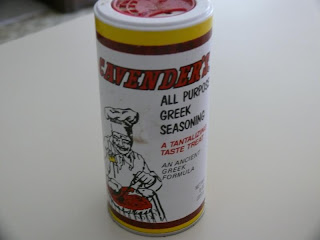 CAVENDER'S
ALL PURPOSE
GREEK
SEASONING
A TANTALIZING
TASTE TREAT
AN ANCIENT
GREEK
FORMULA